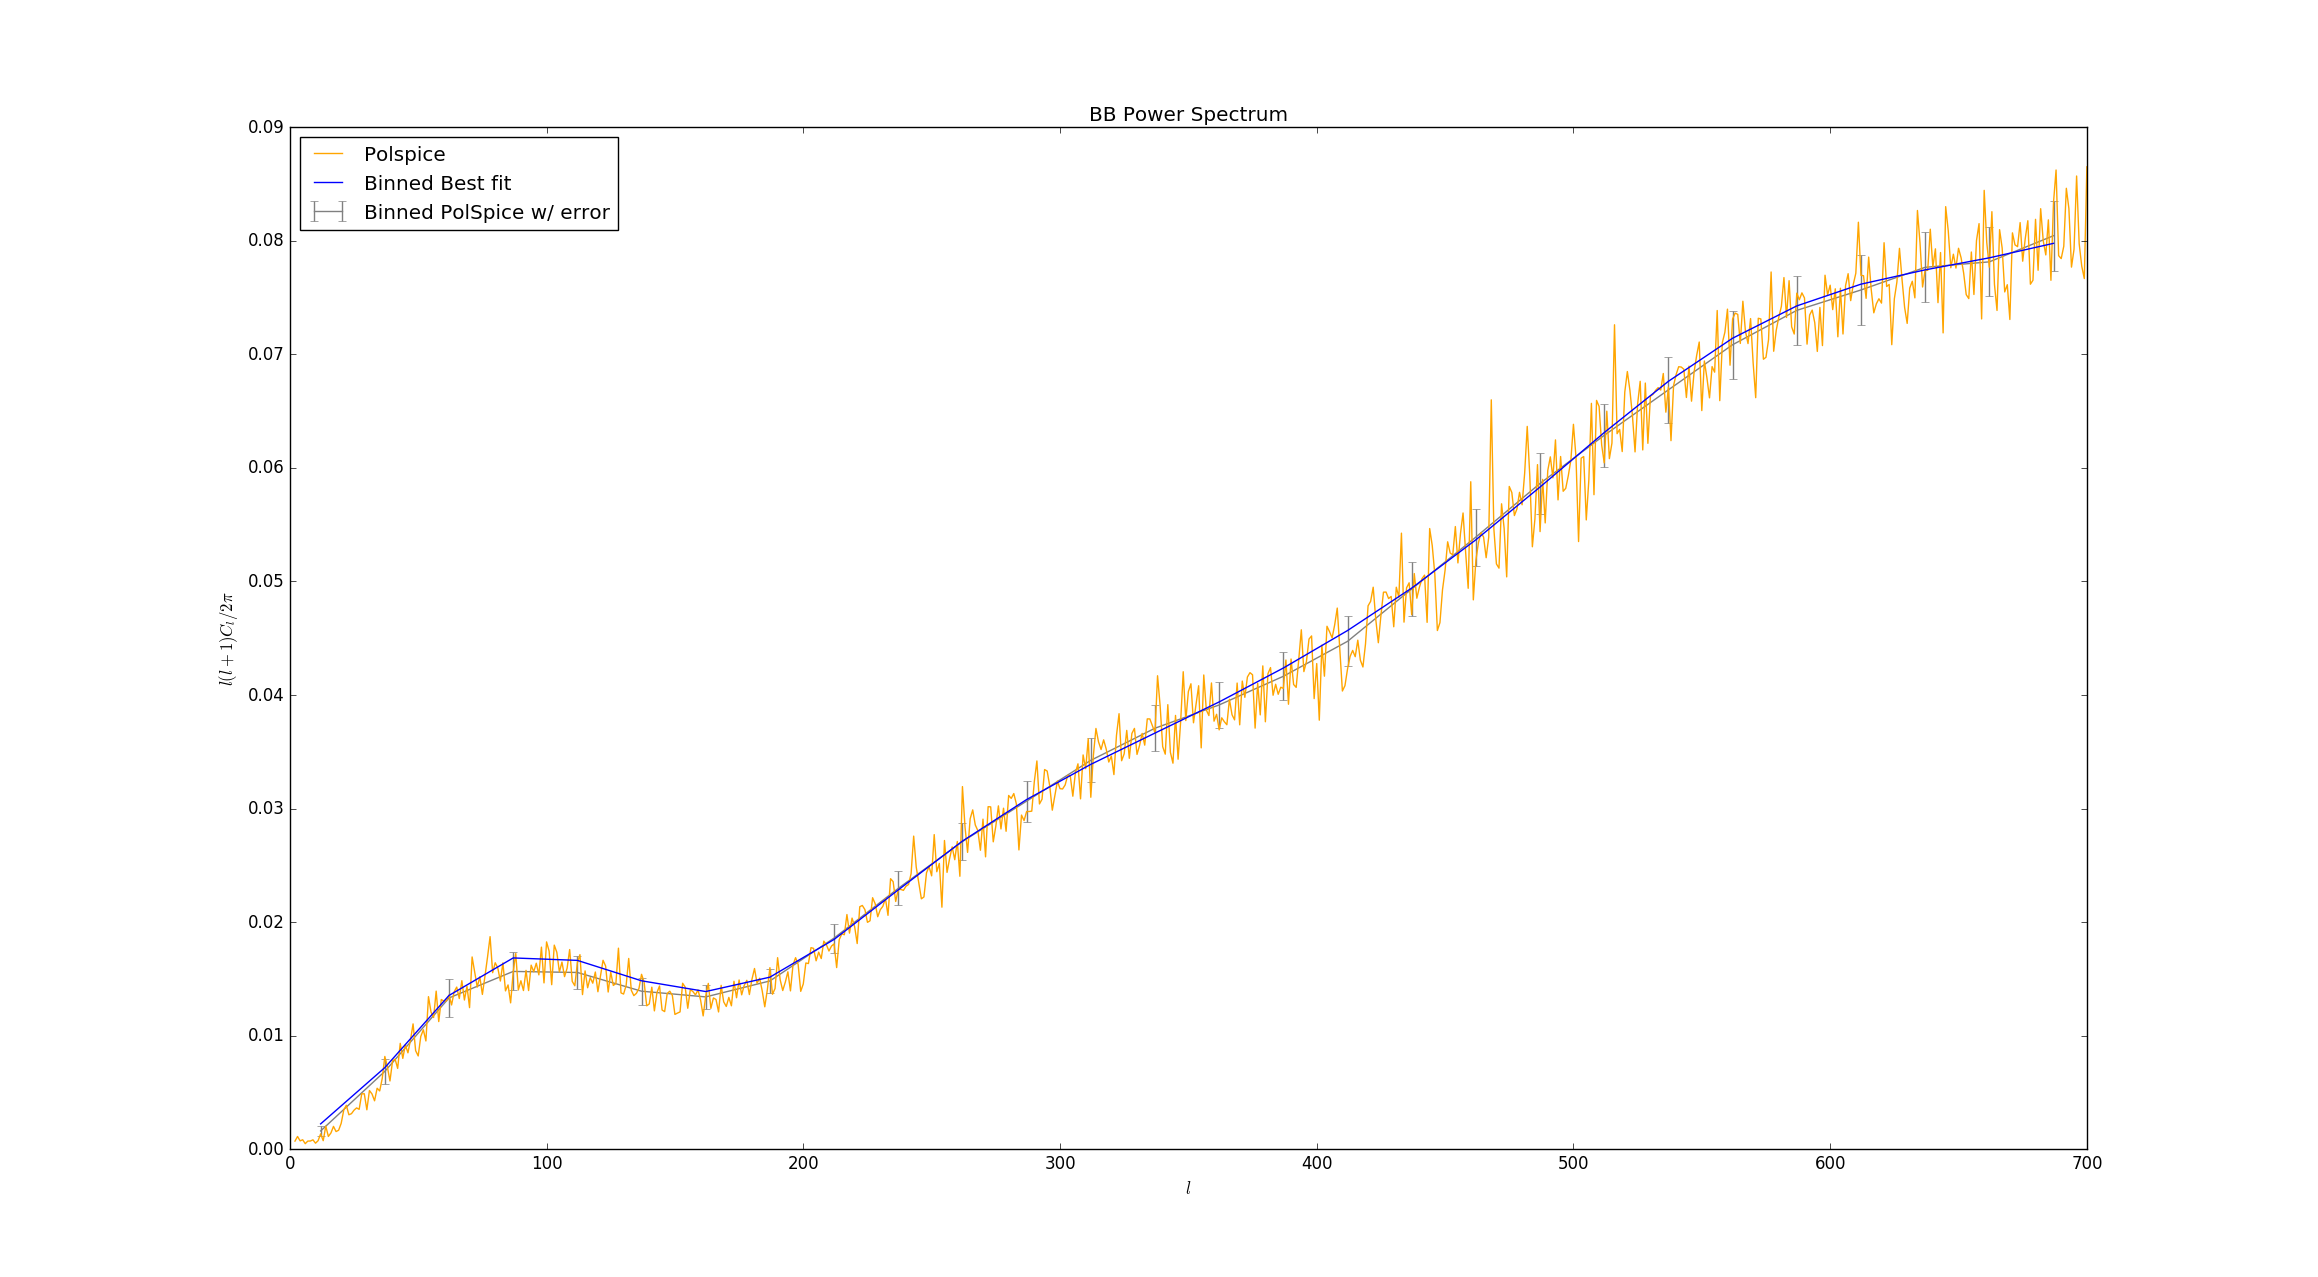 BB Power Spectrum
0.09
0.08
0.07
0.06
0.05
0.04
0.03
0.02
0.01
0.00
l(l+1)C_l/2π
Polspice
Binned Best fit
Binned PolSpice w/ error
0 100 200 300 400 500 600 700
l